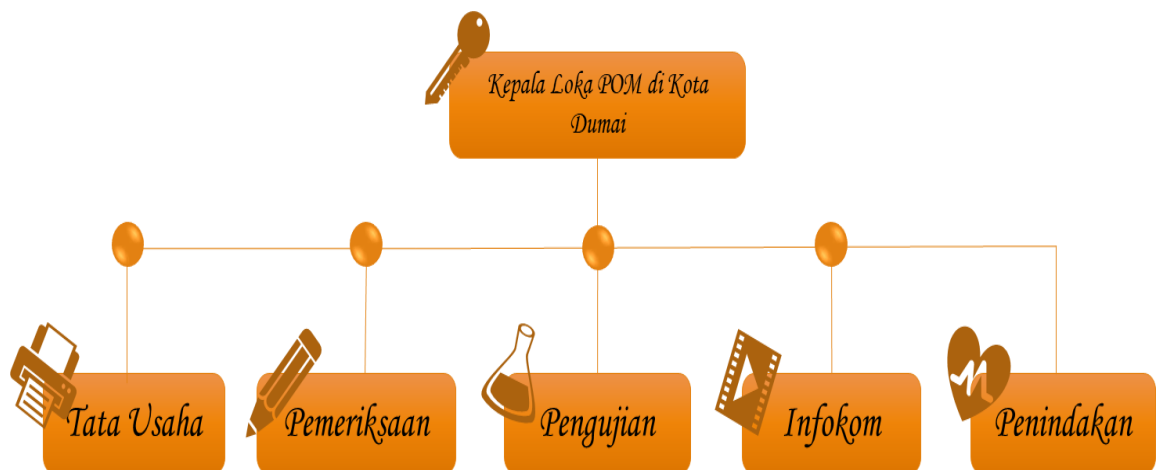 Kepala Loka POM di Kota
Dumai
Tata Usaha
Pemeriksaan
Pengujian
Infokom
Penindakan